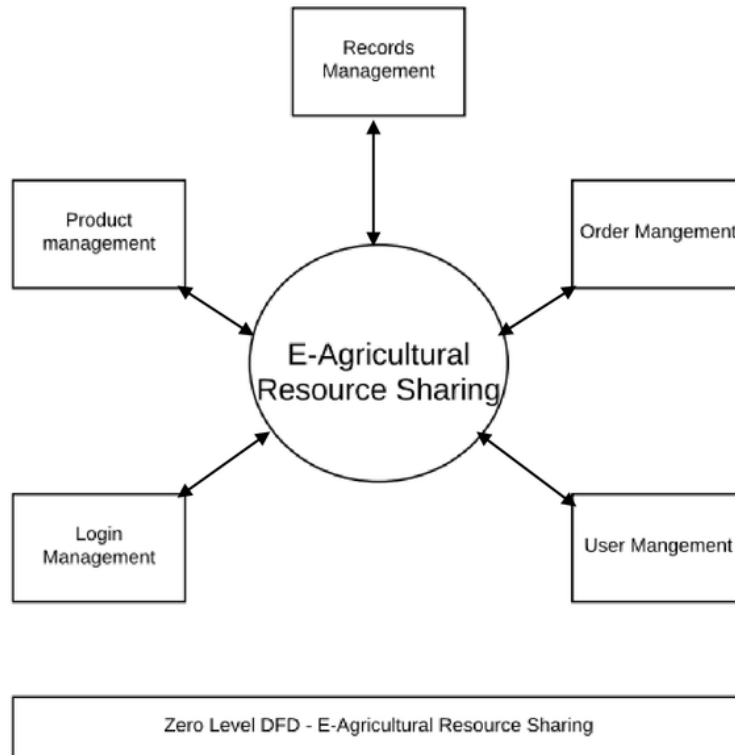 Records
Management
Product
management
Order Mangement
E-Agricultural
Resource Sharing
Login
Management
User Mangement
Zero Level DFD - E-Agricultural Resource Sharing